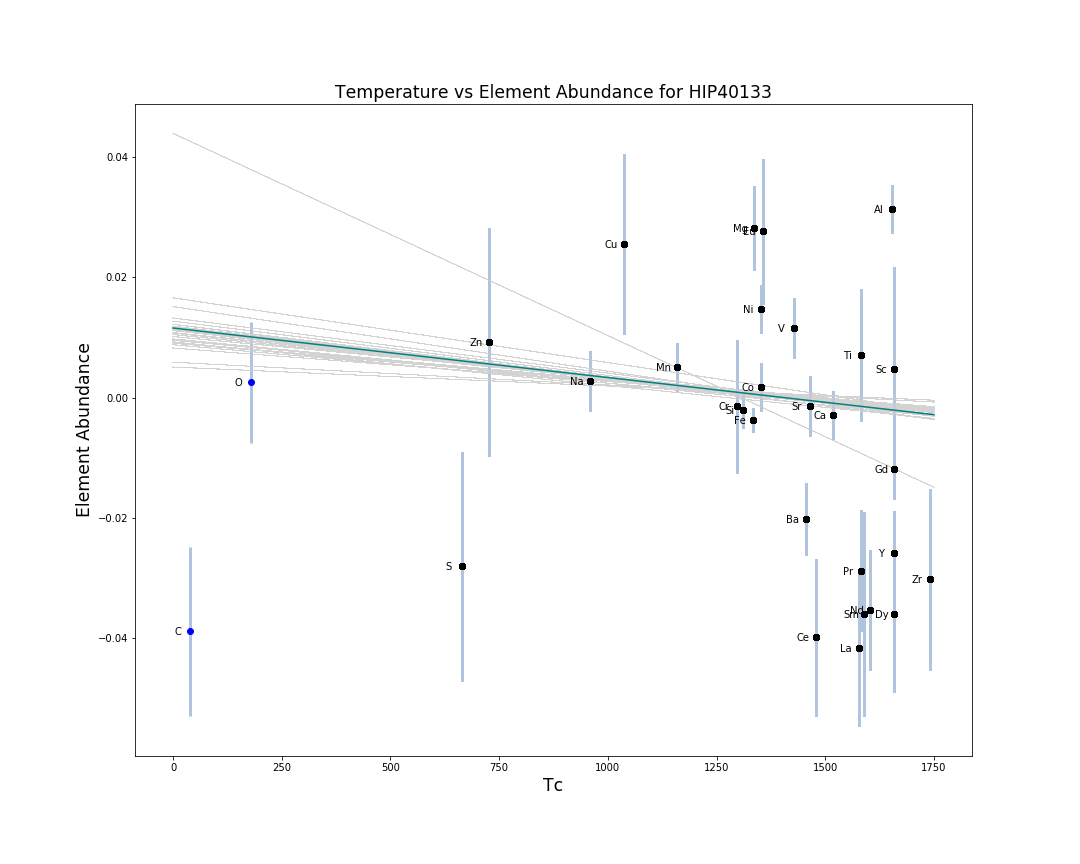 Temperature vs Element Abundance for HIP40133
Element Abundance
0.04
0.02
0.00
−0.02
−0.04
Al
Mg
Eu
Cu
Ni
V
Zn
Ti
Mn
Sc
O
Na
Co
Cr
Si
Sr
Fe
Ca
Gd
Ba
Y
S
Pr
Zr
Nd
Sm
Dy
C
Ce
La
0
250
500
750
1000
1250
1500
1750
Tc